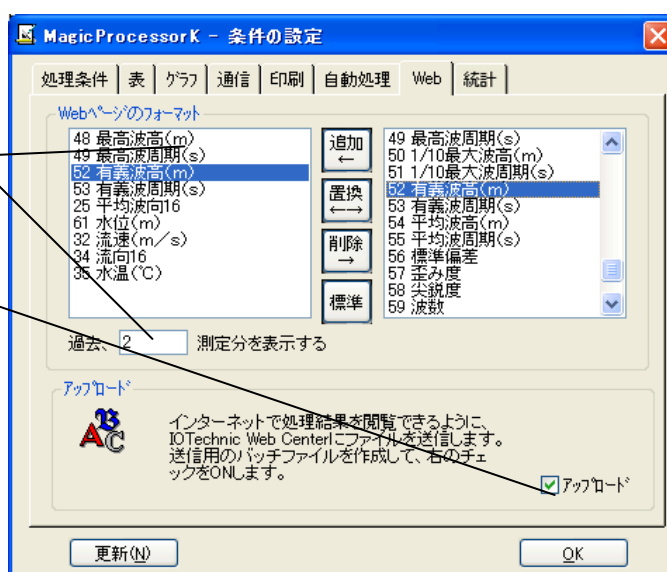 MagicProcessorK - 条件の設定
処理条件 表 グラフ 通信 印刷 自動処理 Web 統計
Webページのフォーマット
48 最高波高(m)
49 最高波周期(s)
52 有義波高(m)
53 有義波周期(s)
25 平均波向16
61 水位(m)
32 流速(m/s)
34 流向16
35 水温(℃)
追加
←
置換
←→
削除
→
標準
49 最高波周期(s)
50 1/10最大波高(m)
51 1/10最大波周期(s)
52 有義波高(m)
53 有義波周期(s)
54 平均波高(m)
55 平均波周期(s)
56 標準偏差
57 歪み度
58 尖鋭度
59 波数
過去、 2 測定分を表示する
アップロード
インターネットで処理結果を閲覧できるように、
IOTechnic Web Centerにファイルを送信します。
送信用のバッチファイルを作成して、右のチェ
ックをONします。
アップロード
更新(N)
OK